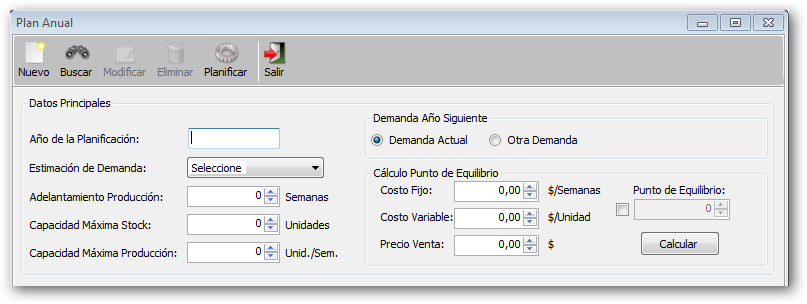 Plan Anual
Nuevo Buscar Modificar Eliminar Planificar Salir
Datos Principales
Año de la Planificación:
Estimación de Demanda: Seleccione
Adelantamiento Producción: 0 Semanas
Capacidad Máxima Stock: 0 Unidades
Capacidad Máxima Producción: 0 Unid./Sem.
Demanda Año Siguiente
Demanda Actual Otra Demanda
Cálculo Punto de Equilibrio
Costo Fijo: 0,00 $/Semanas Punto de Equilibrio:
Costo Variable: 0,00 $/Unidad 0
Precio Venta: 0,00 $ Calcular